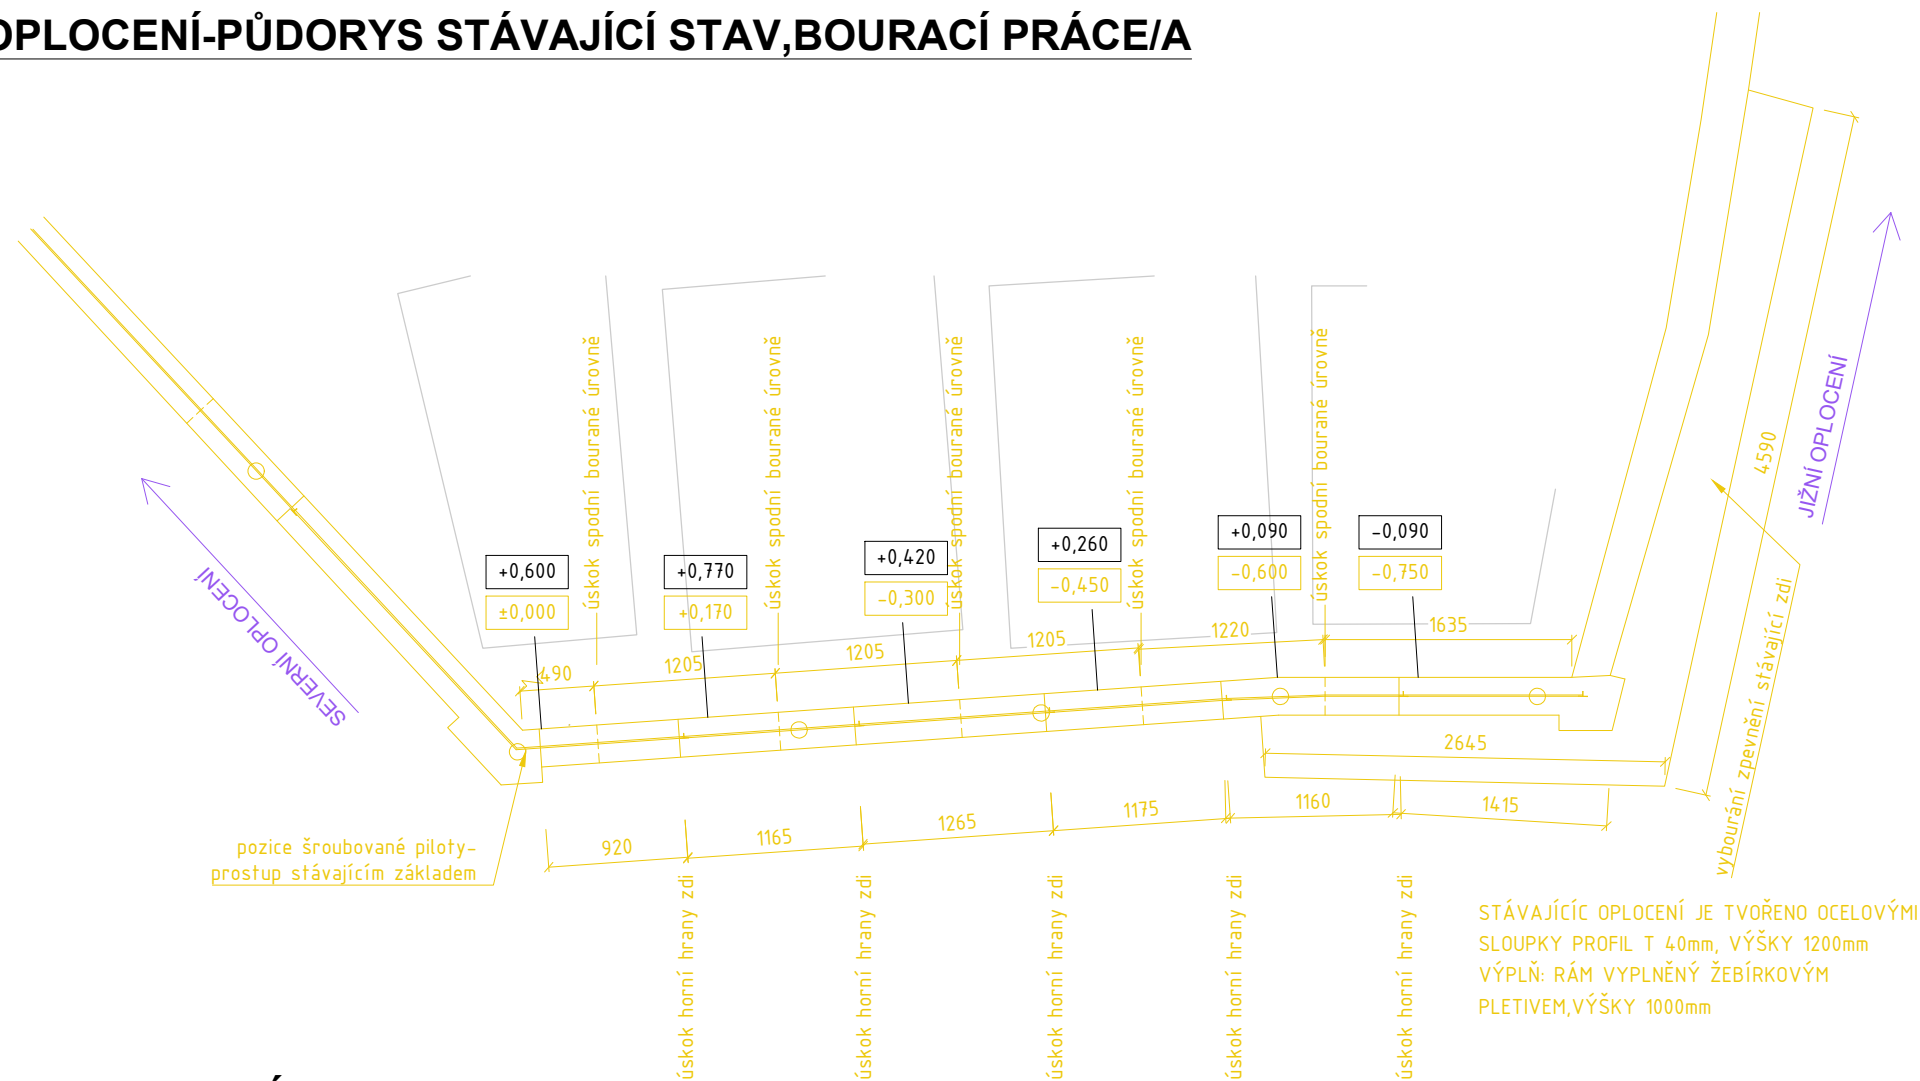 OPLOCENÍ-PŮDORYS STÁVAJÍCÍ STAV,BOURACÍ PRÁCE/A
SEVERNÍ OPLOCENÍ
JIŽNÍ OPLOCENÍ
úskok spodní bourané úrovně
úskok spodní bourané úrovně
úskok spodní bourané úrovně
úskok spodní bourané úrovně
úskok spodní bourané úrovně
+0,600
±0,000
+0,770
+0,170
+0,420
-0,300
+0,260
-0,450
+0,090
-0,600
-0,090
-0,750
490
1205
1205
1205
1220
1635
4590
2645
920
1165
1265
1175
1160
1415
vybourání zpevnění stávající zdi
pozice šroubované piloty-
prostup stávajícím základem
úskok horní hrany zdi
úskok horní hrany zdi
úskok horní hrany zdi
úskok horní hrany zdi
úskok horní hrany zdi
STÁVAJÍCÍC OPLOCENÍ JE TVOŘENO OCELOVÝMI
SLOUPKY PROFIL T 40mm, VÝŠKY 1200mm
VÝPLŇ: RÁM VYPLNĚNÝ ŽEBÍRKOVÝM
PLETIVEM,VÝŠKY 1000mm